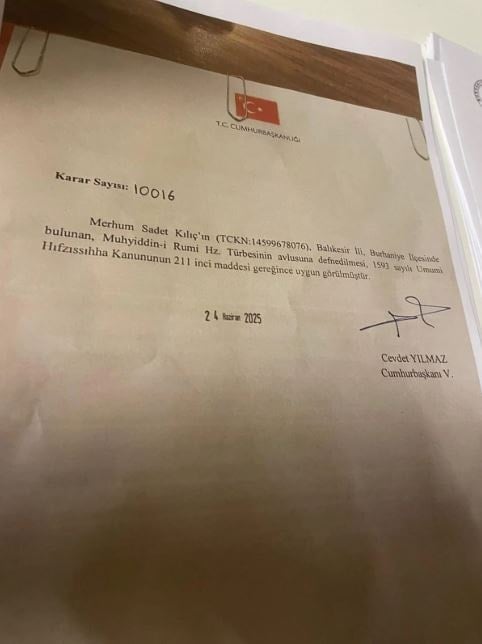 T.C. CUMHURBAŞKANLIĞI
Karar Sayısı: 10016
Merhum Sadet Kılıç'ın (TCKN:14599678076), Balıkesir İli, Burhaniye İlçesinde
bulunan, Muhyiddin-i Rumi Hz. Türbesinin avlusuna defnedilmesi, 1593 sayılı Umumi
Hıfzıssıhha Kanununun 211 inci maddesi gereğince uygun görülmüştür.
24 Haziran 2025
Cevdet YILMAZ
Cumhurbaşkanı V.